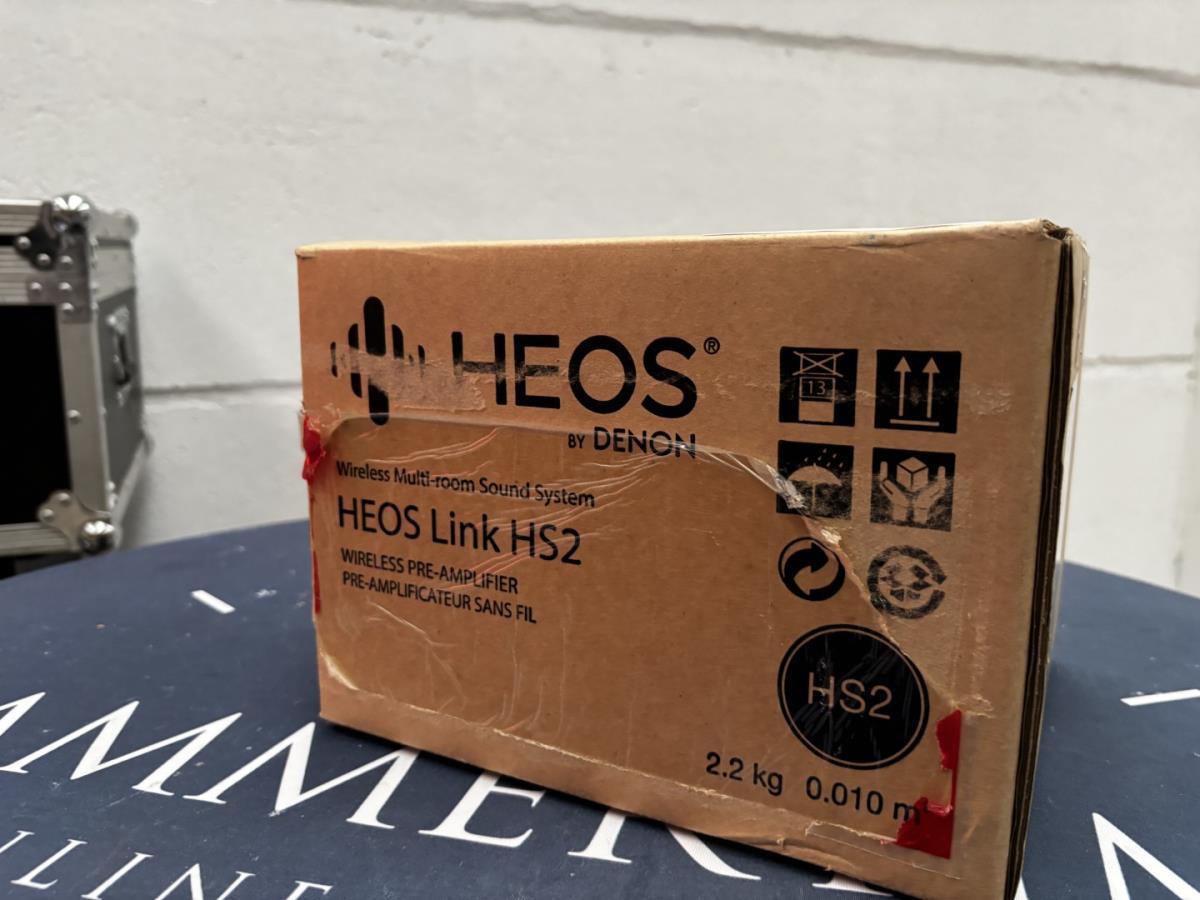 HEOS®
BY DENON
Wireless Multi-room Sound System
HEOS Link HS2
WIRELESS PRE-AMPLIFIER
PRE-AMPLIFICATEUR SANS FIL
13
HS2
2.2 kg 0.010 m